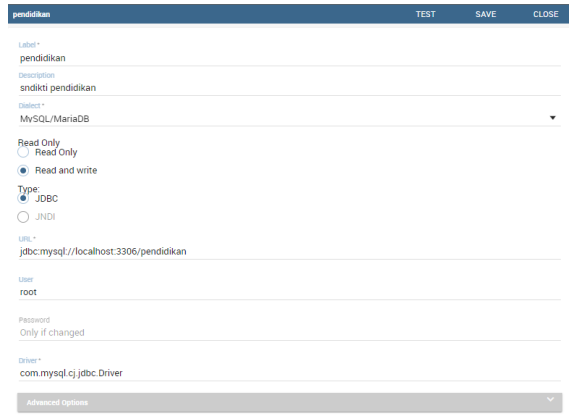 pendidikan TEST SAVE CLOSE
Label *
pendidikan
Description
sndikti pendidikan
Dialect *
MySQL/MariaDB
Read Only
Read Only
Read and write
Type:
JDBC
JNDI
URL *
jdbc:mysql://localhost:3306/pendidikan
User
root
Password
Only if changed
Driver *
com.mysql.cj.jdbc.Driver
Advanced Options